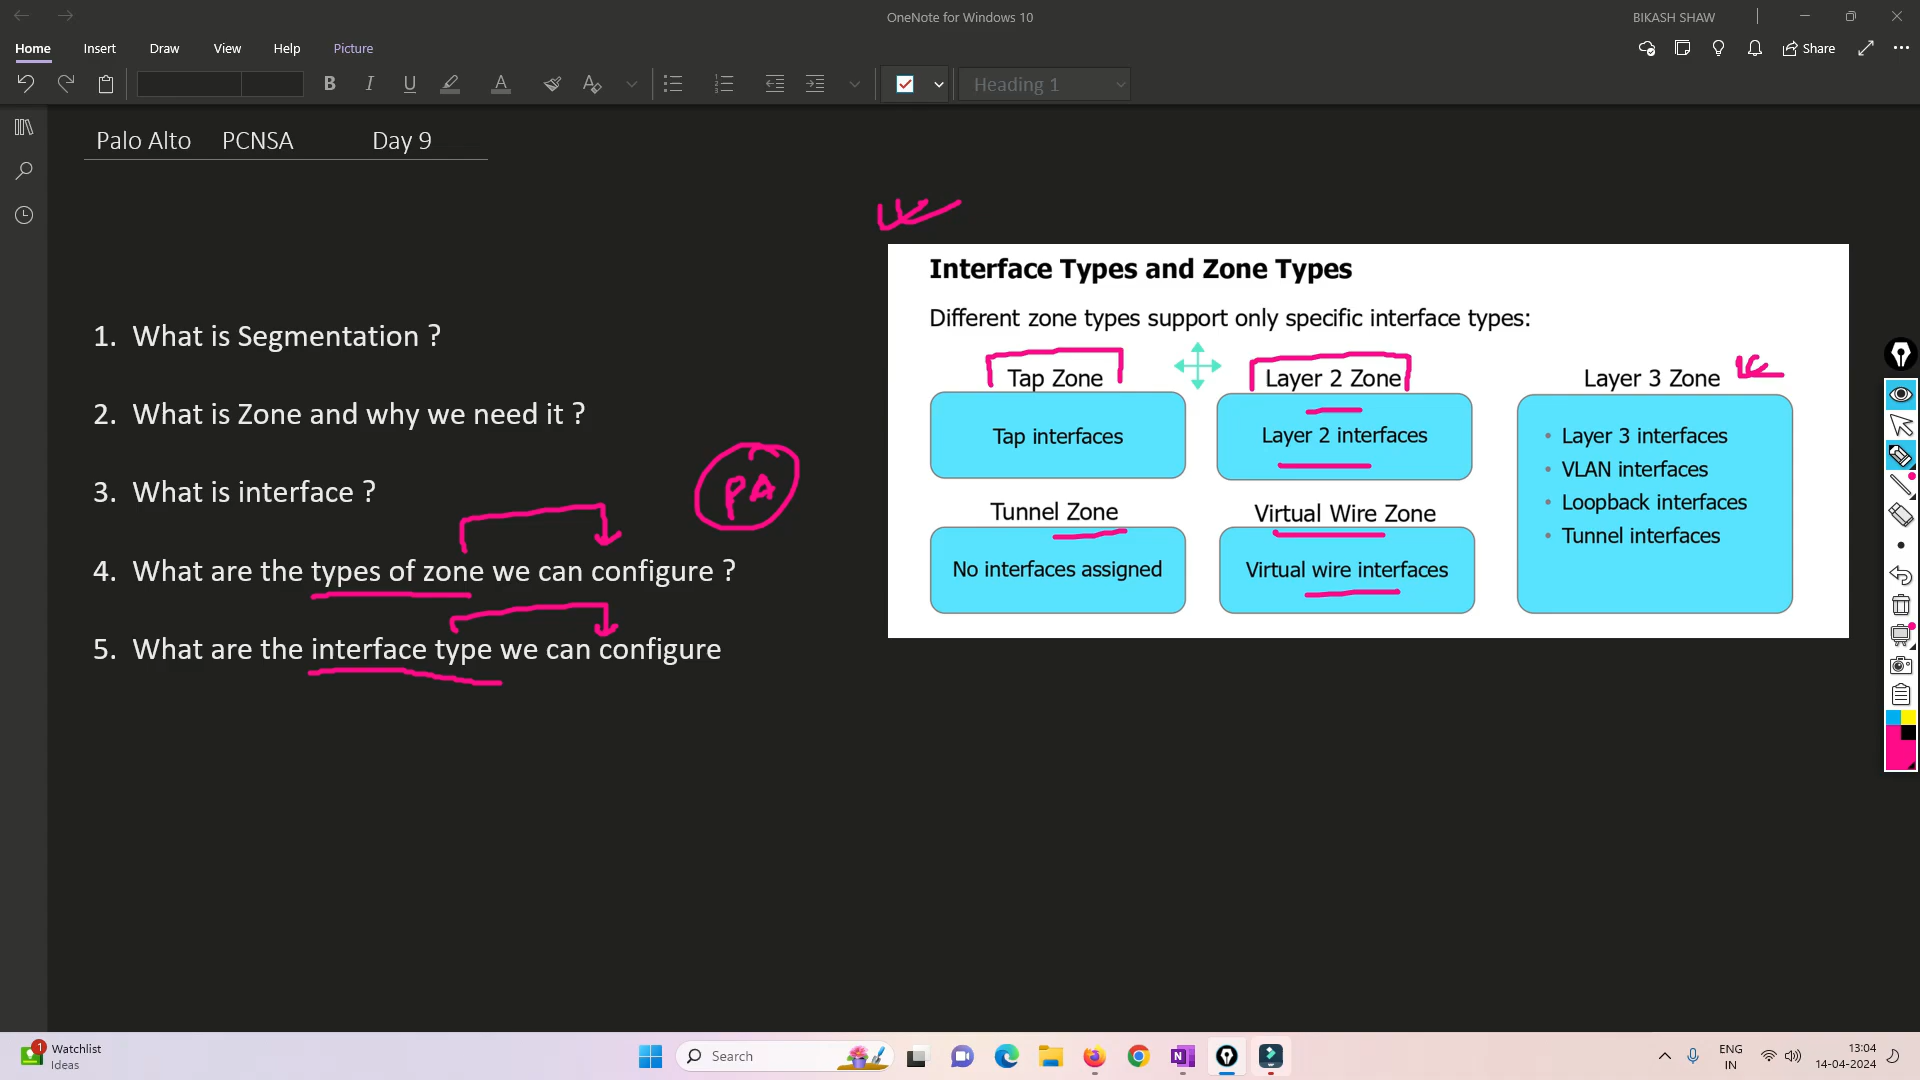 OneNote for Windows 10
BIKASH SHAW
Home Insert Draw View Help Picture
Share
B I U A A
Heading 1
Palo Alto PCNSA Day 9
1. What is Segmentation ?
2. What is Zone and why we need it ?
3. What is interface ?
PA
4. What are the types of zone we can configure ?
5. What are the interface type we can configure
Interface Types and Zone Types
Different zone types support only specific interface types:
Tap Zone
Tap interfaces
Layer 2 Zone
Layer 2 interfaces
Layer 3 Zone
• Layer 3 interfaces
• VLAN interfaces
• Loopback interfaces
• Tunnel interfaces
Tunnel Zone
No interfaces assigned
Virtual Wire Zone
Virtual wire interfaces
1
Watchlist
Ideas
Search
N
ENG
IN
13:04
14-04-2024